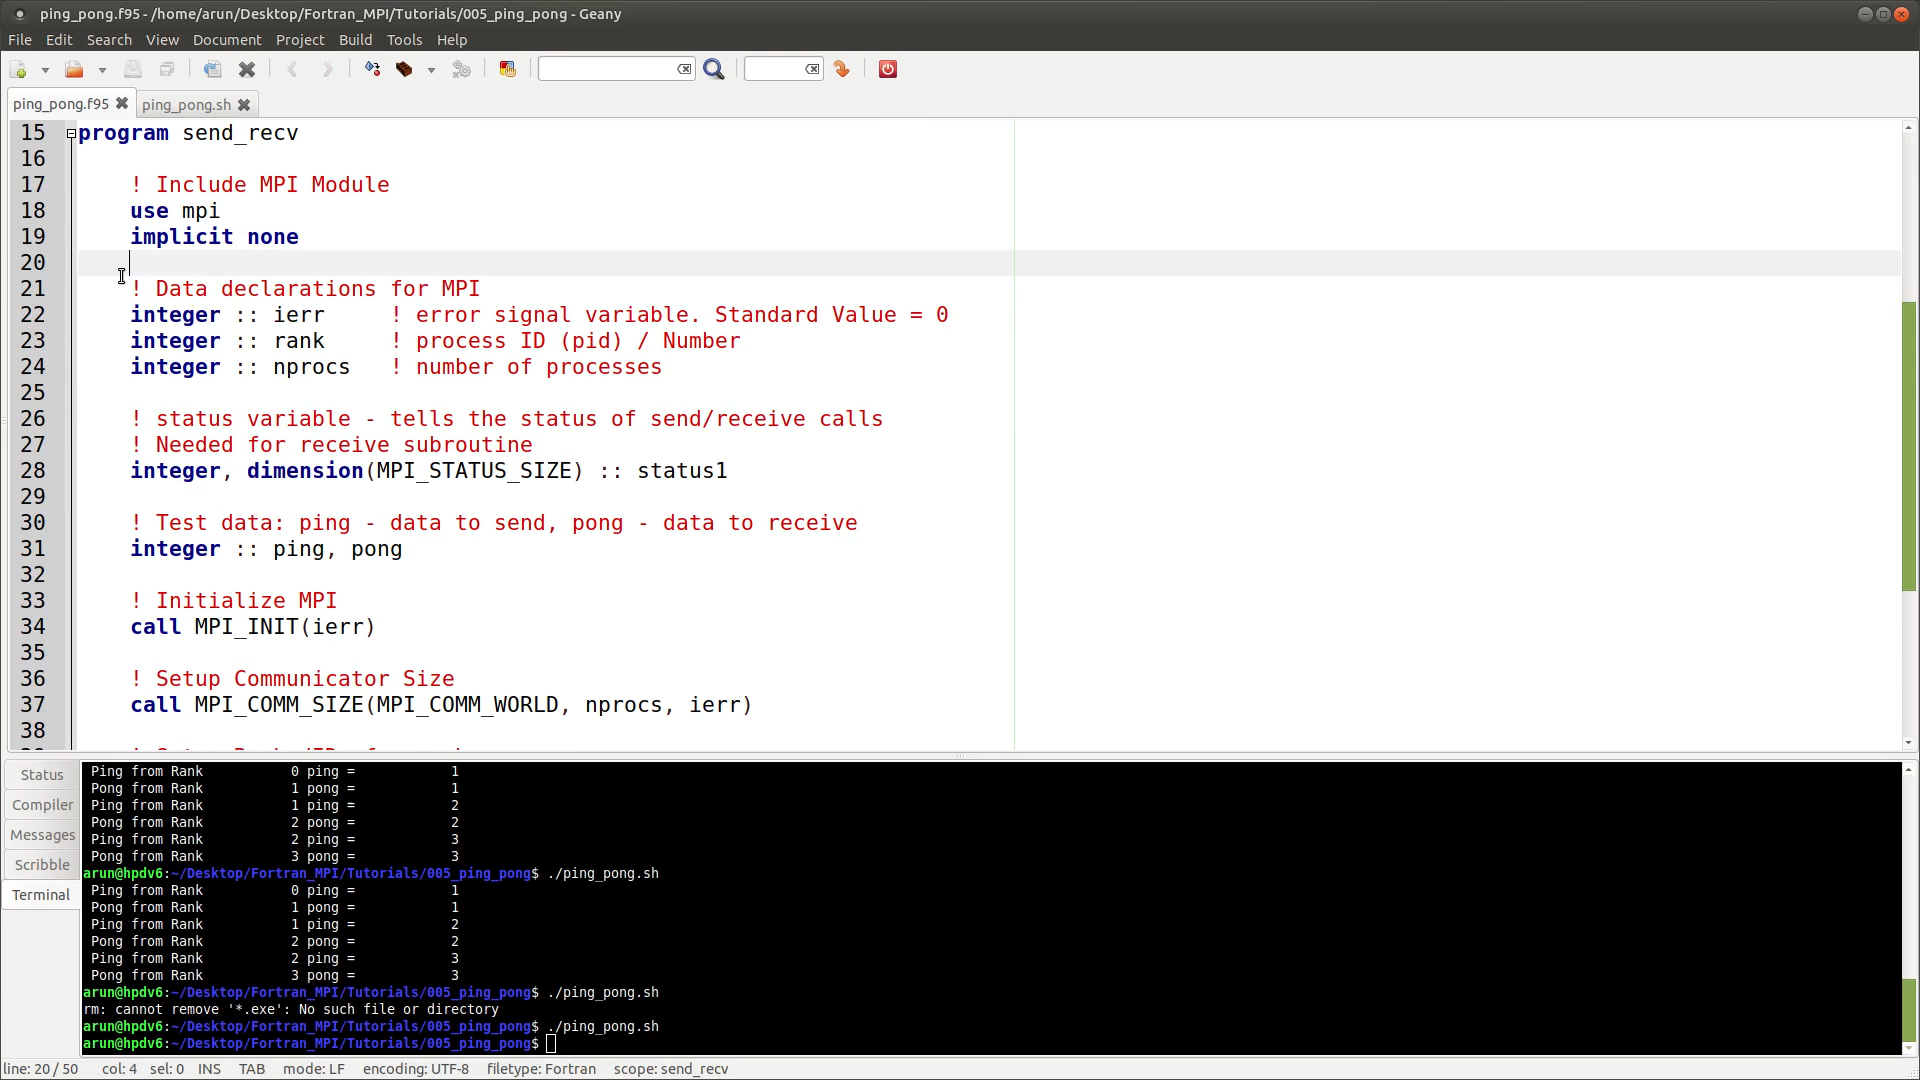 ping_pong.f95 - /home/arun/Desktop/Fortran_MPI/Tutorials/005_ping_pong - Geany
File Edit Search View Document Project Build Tools Help
ping_pong.f95 ping_pong.sh
15 program send_recv
16
17 ! Include MPI Module
18 use mpi
19 implicit none
20
21 ! Data declarations for MPI
22 integer :: ierr ! error signal variable. Standard Value = 0
23 integer :: rank ! process ID (pid) / Number
24 integer :: nprocs ! number of processes
25
26 ! status variable - tells the status of send/receive calls
27 ! Needed for receive subroutine
28 integer, dimension(MPI_STATUS_SIZE) :: status1
29
30 ! Test data: ping - data to send, pong - data to receive
31 integer :: ping, pong
32
33 ! Initialize MPI
34 call MPI_INIT(ierr)
35
36 ! Setup Communicator Size
37 call MPI_COMM_SIZE(MPI_COMM_WORLD, nprocs, ierr)
38
Status
Compiler
Messages
Scribble
Terminal
Ping from Rank 0 ping = 1
Pong from Rank 1 pong = 1
Ping from Rank 1 ping = 2
Pong from Rank 2 pong = 2
Ping from Rank 2 ping = 3
Pong from Rank 3 pong = 3
arun@hpdv6:~/Desktop/Fortran_MPI/Tutorials/005_ping_pong$ ./ping_pong.sh
Ping from Rank 0 ping = 1
Pong from Rank 1 pong = 1
Ping from Rank 1 ping = 2
Pong from Rank 2 pong = 2
Ping from Rank 2 ping = 3
Pong from Rank 3 pong = 3
arun@hpdv6:~/Desktop/Fortran_MPI/Tutorials/005_ping_pong$ ./ping_pong.sh
rm: cannot remove '*.exe': No such file or directory
arun@hpdv6:~/Desktop/Fortran_MPI/Tutorials/005_ping_pong$ ./ping_pong.sh
arun@hpdv6:~/Desktop/Fortran_MPI/Tutorials/005_ping_pong$
line: 20 / 50 col: 4 sel: 0 INS TAB mode: LF encoding: UTF-8 filetype: Fortran scope: send_recv